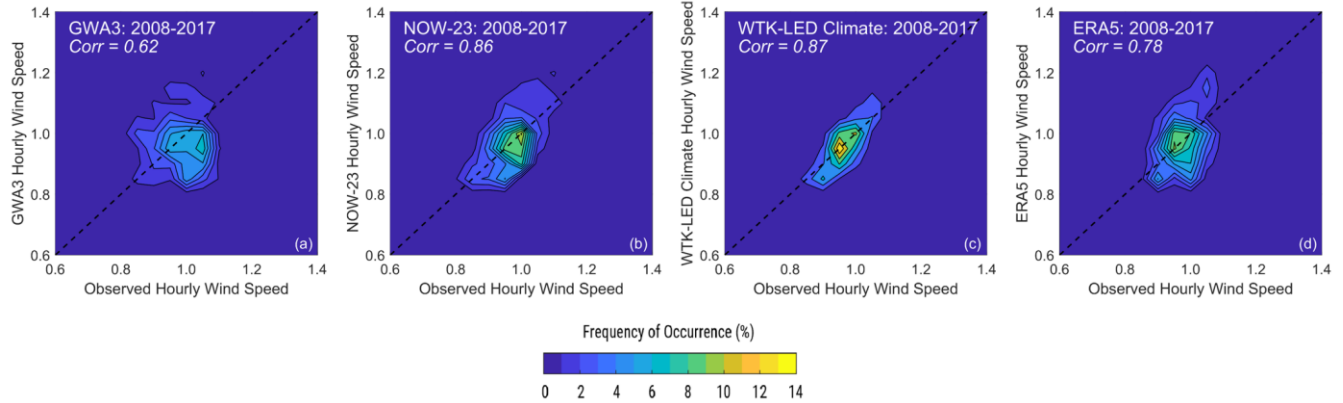 GWA3: 2008-2017
Corr = 0.62
GWA3 Hourly Wind Speed
1.4
1.2
1.0
0.8
0.6
0.6 0.8 1.0 1.2 1.4
Observed Hourly Wind Speed
(a)
NOW-23: 2008-2017
Corr = 0.86
NOW-23 Hourly Wind Speed
1.4
1.2
1.0
0.8
0.6
0.6 0.8 1.0 1.2 1.4
Observed Hourly Wind Speed
(b)
WTK-LED Climate: 2008-2017
Corr = 0.87
WTK-LED Climate Hourly Wind Speed
1.4
1.2
1.0
0.8
0.6
0.6 0.8 1.0 1.2 1.4
Observed Hourly Wind Speed
(c)
ERA5: 2008-2017
Corr = 0.78
ERA5 Hourly Wind Speed
1.4
1.2
1.0
0.8
0.6
0.6 0.8 1.0 1.2 1.4
Observed Hourly Wind Speed
(d)
Frequency of Occurrence (%)
0 2 4 6 8 10 12 14